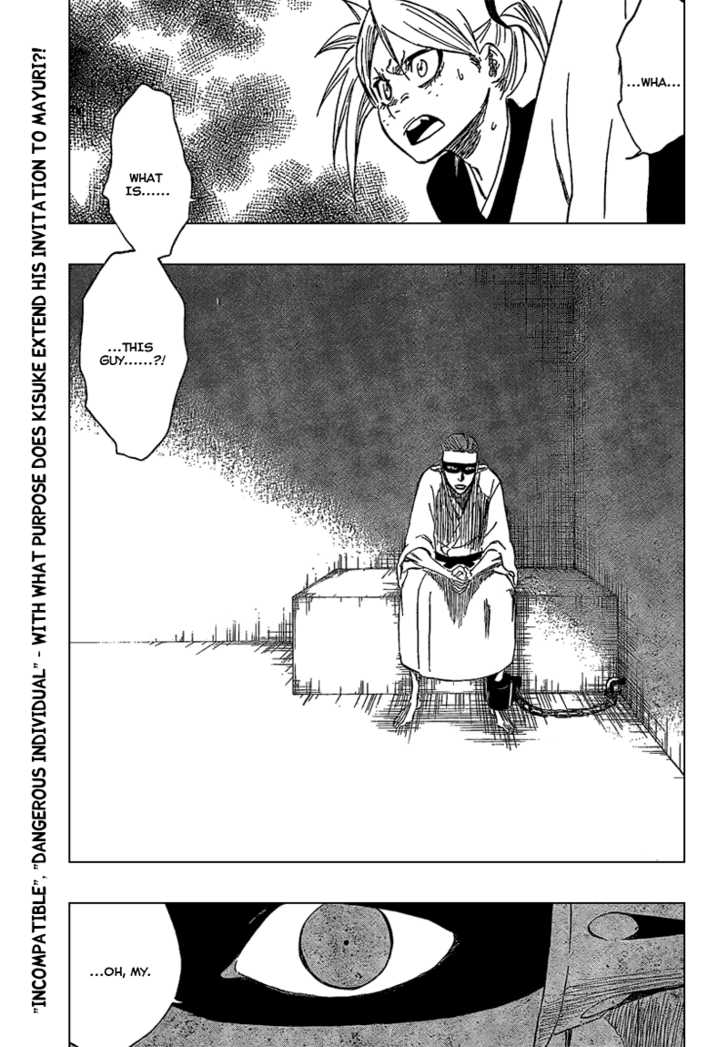 ...WHA...
WHAT
IS......
...THIS
GUY......?!
...OH, MY.
"INCOMPATIBLE", "DANGEROUS INDIVIDUAL" - WITH WHAT PURPOSE DOES KISUKE EXTEND HIS INVITATION TO MAYURI?!